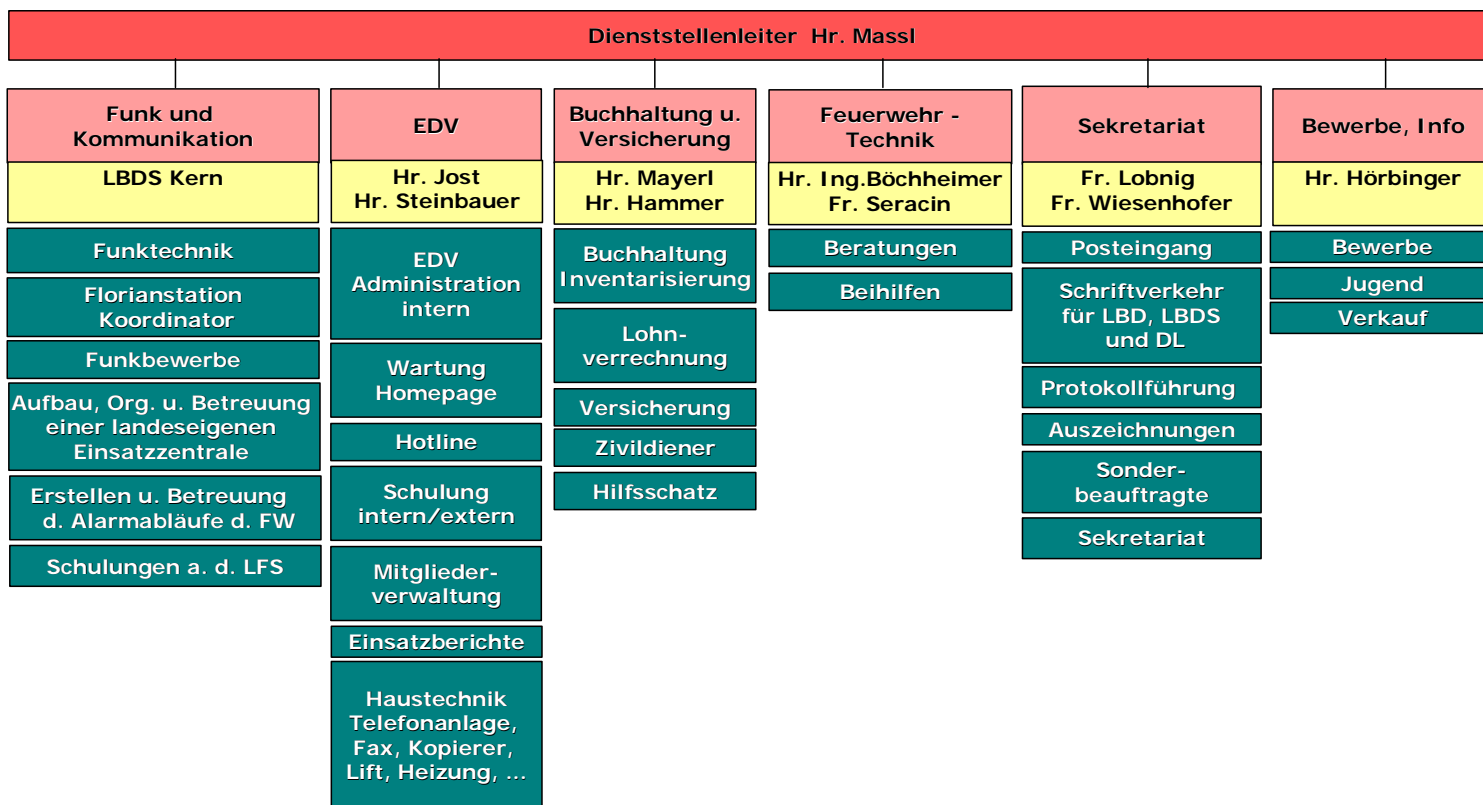 Dienststellenleiter Hr. Massl
Funk und
Kommunikation
LBDS Kern
Funktechnik
Florianstation
Koordinator
Funkbewerbe
Aufbau, Org. u. Betreuung
einer landeseigenen
Einsatzzentrale
Erstellen u. Betreuung
d. Alarmabläufe d. FW
Schulungen a. d. LFS
EDV
Hr. Jost
Hr. Steinbauer
EDV
Administration
intern
Wartung
Homepage
Hotline
Schulung
intern/extern
Mitglieder-
verwaltung
Einsatzberichte
Haustechnik
Telefonanlage,
Fax, Kopierer,
Lift, Heizung, ...
Buchhaltung u.
Versicherung
Hr. Mayerl
Hr. Hammer
Buchhaltung
Inventarisierung
Lohn-
verrechnung
Versicherung
Zivildiener
Hilfsschatz
Feuerwehr -
Technik
Hr. Ing.Böchheimer
Fr. Seracin
Beratungen
Beihilfen
Sekretariat
Fr. Lobnig
Fr. Wiesenhofer
Posteingang
Schriftverkehr
für LBD, LBDS
und DL
Protokollführung
Auszeichnungen
Sonder-
beauftragte
Sekretariat
Bewerbe, Info
Hr. Hörbinger
Bewerbe
Jugend
Verkauf